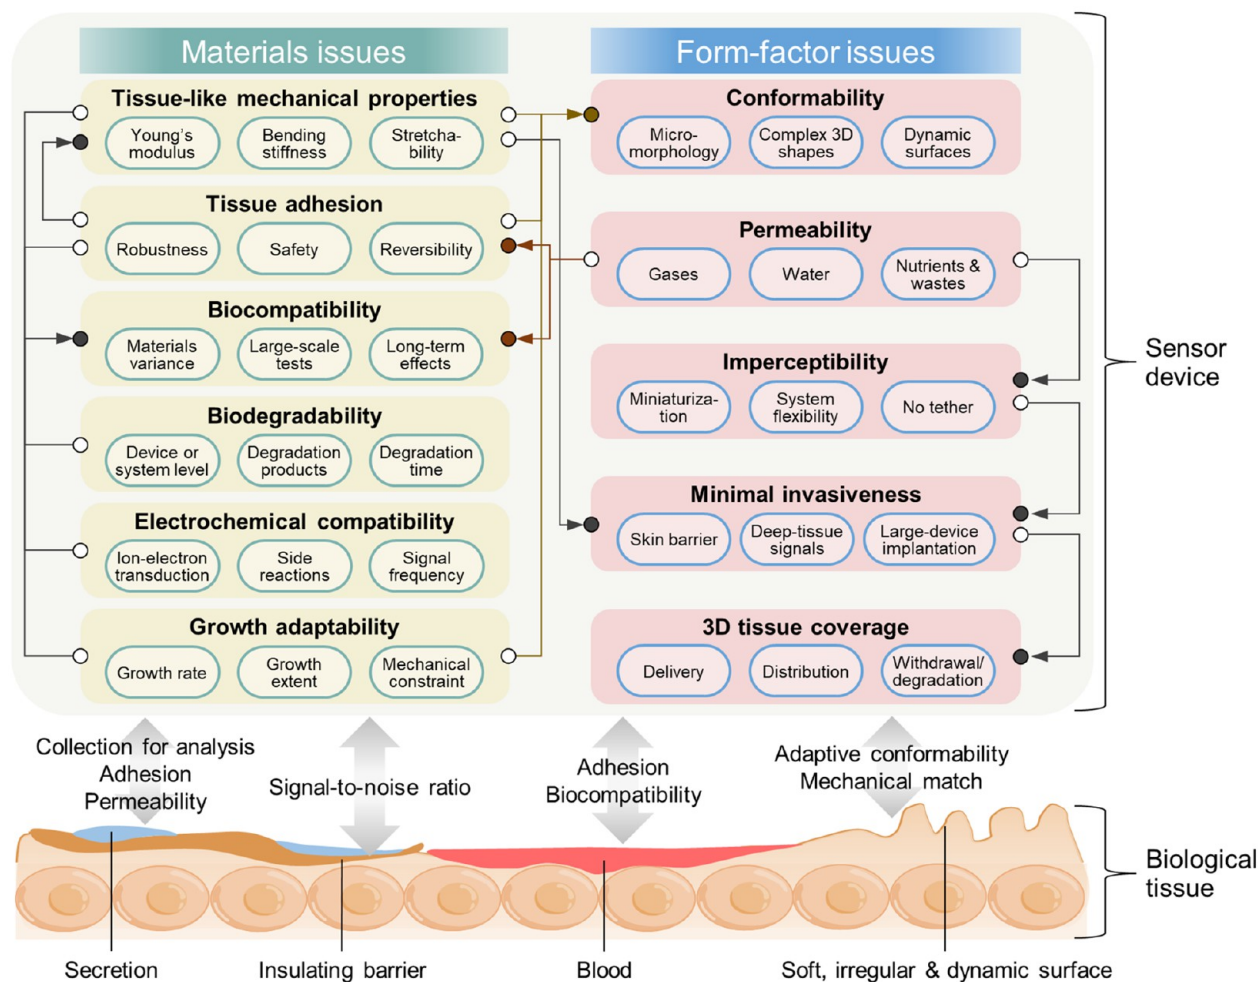 Materials issues
Tissue-like mechanical properties
Young's
modulus
Bending
stiffness
Stretcha-
bility
Tissue adhesion
Robustness
Safety
Reversibility
Biocompatibility
Materials
variance
Large-scale
tests
Long-term
effects
Biodegradability
Device or
system level
Degradation
products
Degradation
time
Electrochemical compatibility
Ion-electron
transduction
Side
reactions
Signal
frequency
Growth adaptability
Growth rate
Growth
extent
Mechanical
constraint
Form-factor issues
Conformability
Micro-
morphology
Complex 3D
shapes
Dynamic
surfaces
Permeability
Gases
Water
Nutrients &
wastes
Imperceptibility
Miniaturiza-
tion
System
flexibility
No tether
Minimal invasiveness
Skin barrier
Deep-tissue
signals
Large-device
implantation
3D tissue coverage
Delivery
Distribution
Withdrawal/
degradation
Sensor
device
Collection for analysis
Adhesion
Permeability
Signal-to-noise ratio
Adhesion
Biocompatibility
Adaptive conformability
Mechanical match
Biological
tissue
Secretion
Insulating barrier
Blood
Soft, irregular & dynamic surface